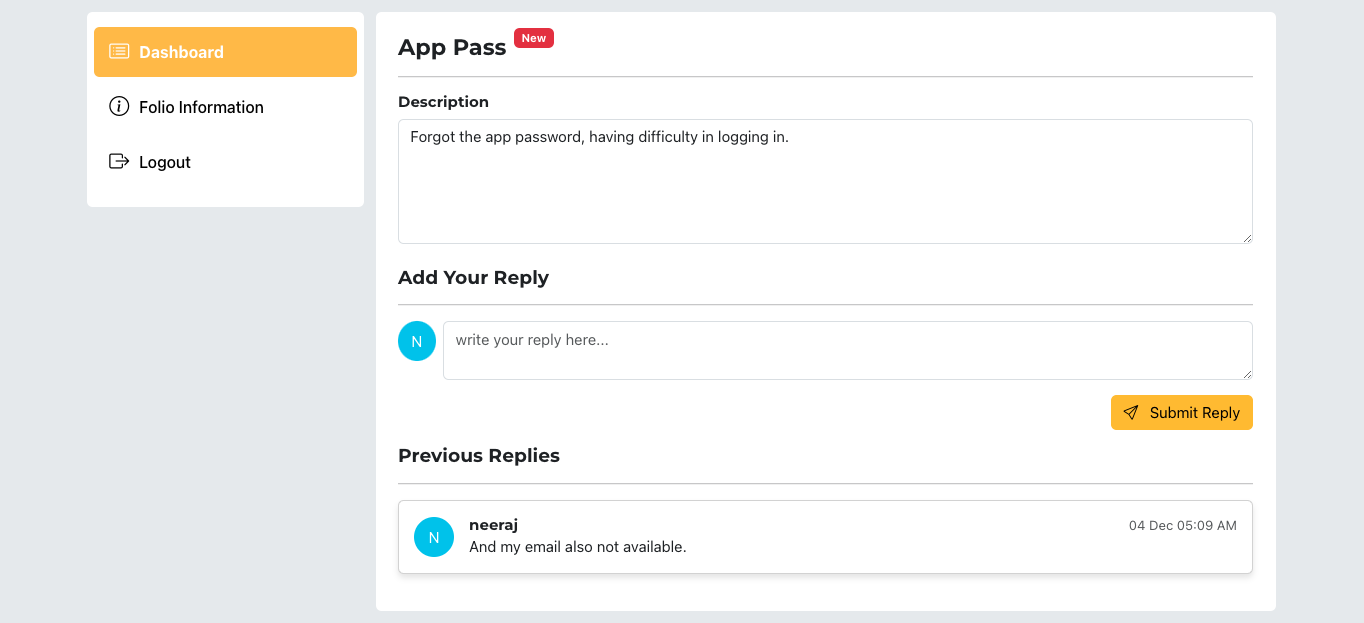 Dashboard
Folio Information
Logout
App Pass New
Description
Forgot the app password, having difficulty in logging in.
Add Your Reply
N
write your reply here...
Submit Reply
Previous Replies
N
neeraj 04 Dec 05:09 AM
And my email also not available.